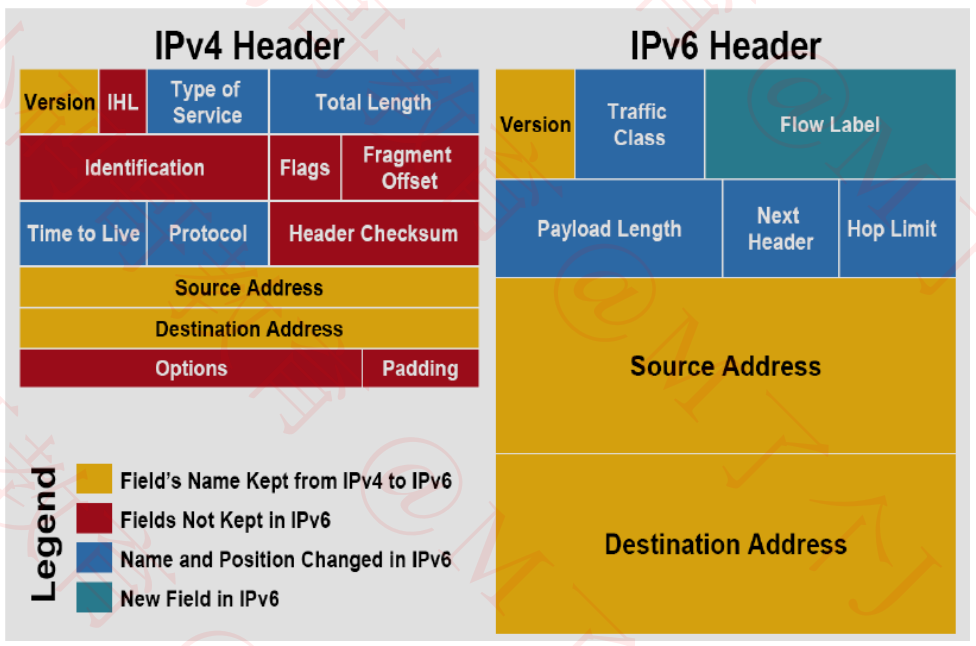 IPv4 Header
Version IHL Type of Service Total Length
Identification Flags Fragment Offset
Time to Live Protocol Header Checksum
Source Address
Destination Address
Options Padding
IPv6 Header
Version Traffic Class Flow Label
Payload Length Next Header Hop Limit
Source Address
Destination Address
Legend
Field's Name Kept from IPv4 to IPv6
Fields Not Kept in IPv6
Name and Position Changed in IPv6
New Field in IPv6